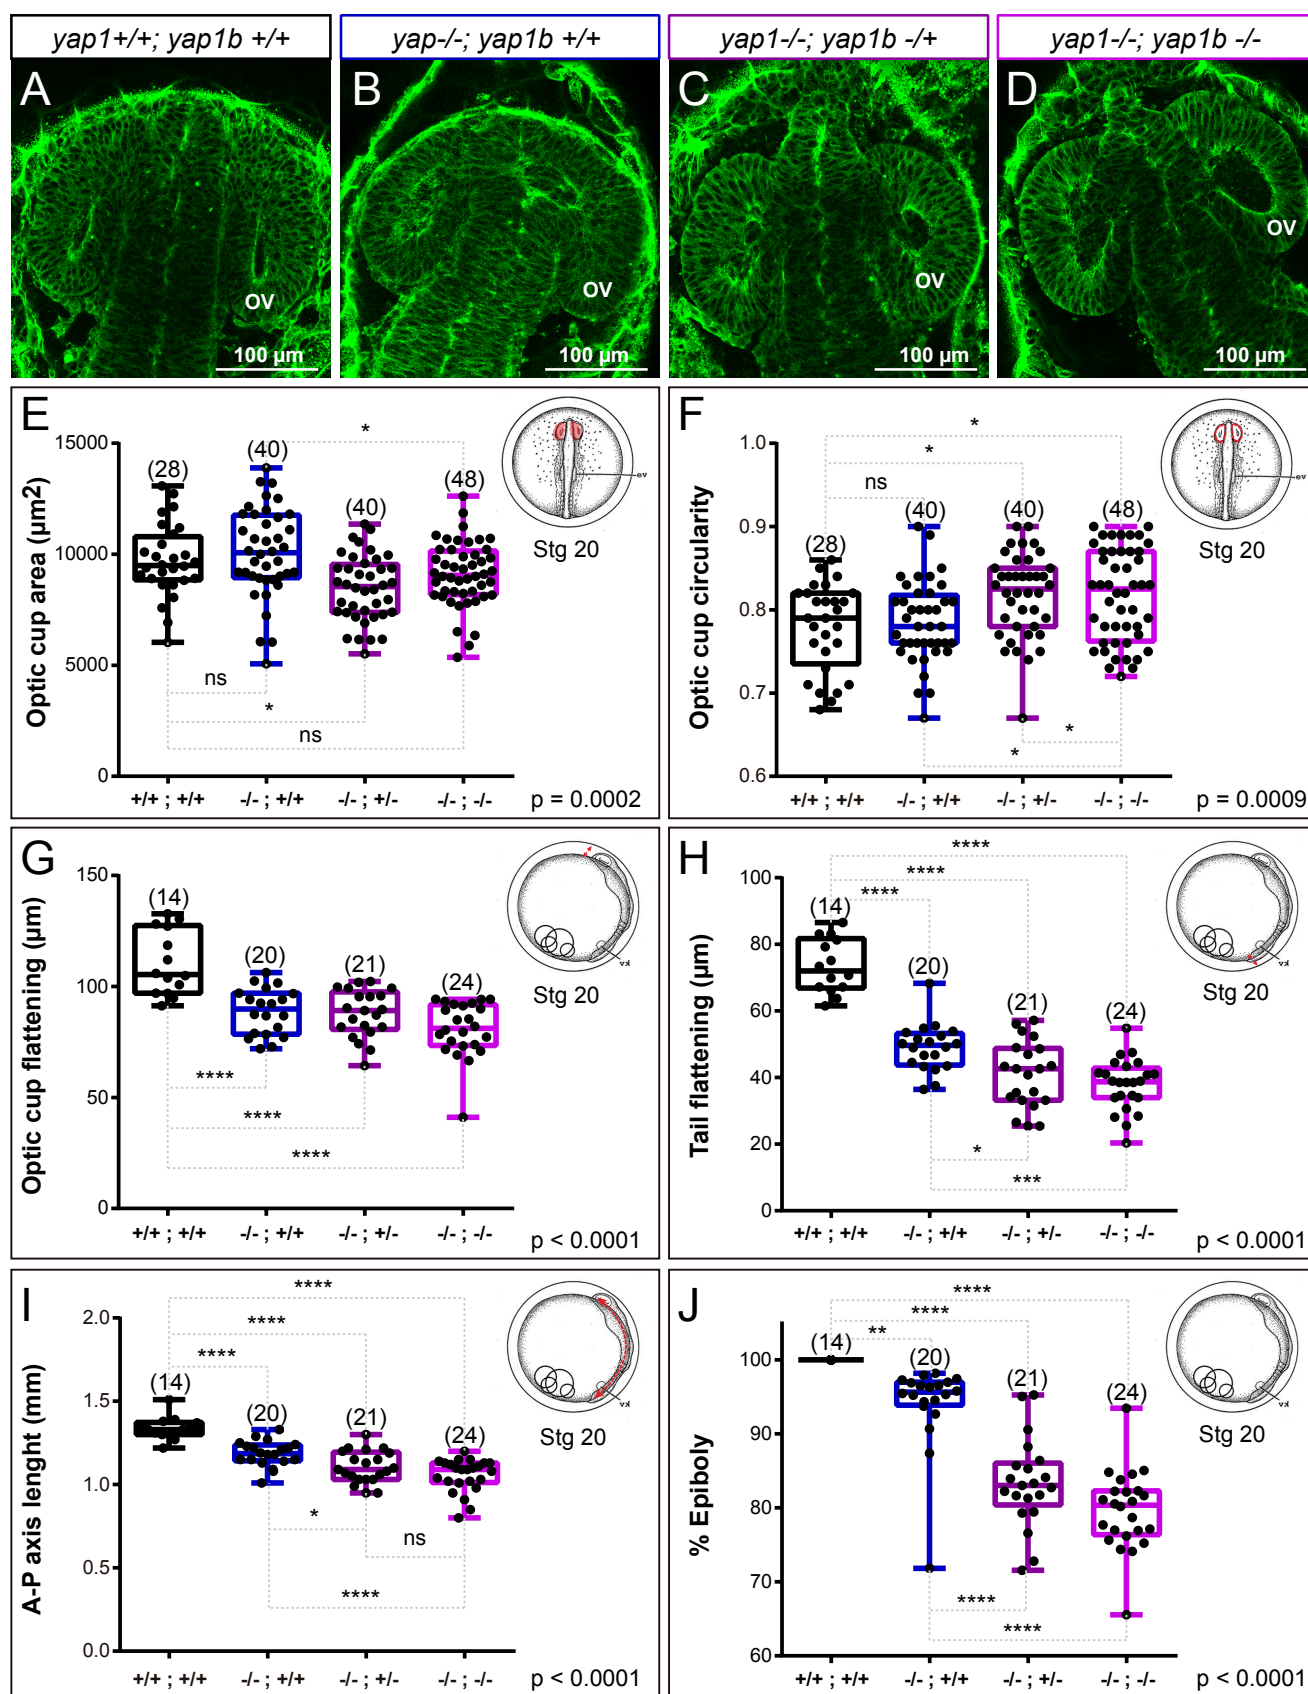 yap1+/+; yap1b +/+
yap-/-; yap1b +/+
yap1-/-; yap1b -/+
yap1-/-; yap1b -/-
A
OV
100 µm
B
OV
100 µm
C
OV
100 µm
D
OV
100 µm
E
Optic cup area (µm2)
15000
10000
5000
0
(28)
(40)
(40)
(48)
*
ns
*
ns
ev
Stg 20
+/+ ; +/+
-/- ; +/+
-/- ; +/-
-/- ; -/-
p = 0.0002
F
Optic cup circularity
1.0
0.9
0.8
0.7
0.6
*
*
ns
(28)
(40)
(40)
(48)
*
*
ev
Stg 20
+/+ ; +/+
-/- ; +/+
-/- ; +/-
-/- ; -/-
p = 0.0009
G
Optic cup flattening (µm)
150
100
50
0
(14)
(20)
(21)
(24)
****
****
****
kv
Stg 20
+/+ ; +/+
-/- ; +/+
-/- ; +/-
-/- ; -/-
p < 0.0001
H
Tail flattening (µm)
100
80
60
40
20
0
****
****
****
(14)
(20)
(21)
(24)
*
***
kv
Stg 20
+/+ ; +/+
-/- ; +/+
-/- ; +/-
-/- ; -/-
p < 0.0001
I
A-P axis lenght (mm)
2.0
1.5
1.0
0.5
0.0
****
****
****
(14)
(20)
(21)
(24)
*
ns
****
kv
Stg 20
+/+ ; +/+
-/- ; +/+
-/- ; +/-
-/- ; -/-
p < 0.0001
J
% Epiboly
100
90
80
70
60
****
****
**
(14)
(20)
(21)
(24)
****
****
kv
Stg 20
+/+ ; +/+
-/- ; +/+
-/- ; +/-
-/- ; -/-
p < 0.0001